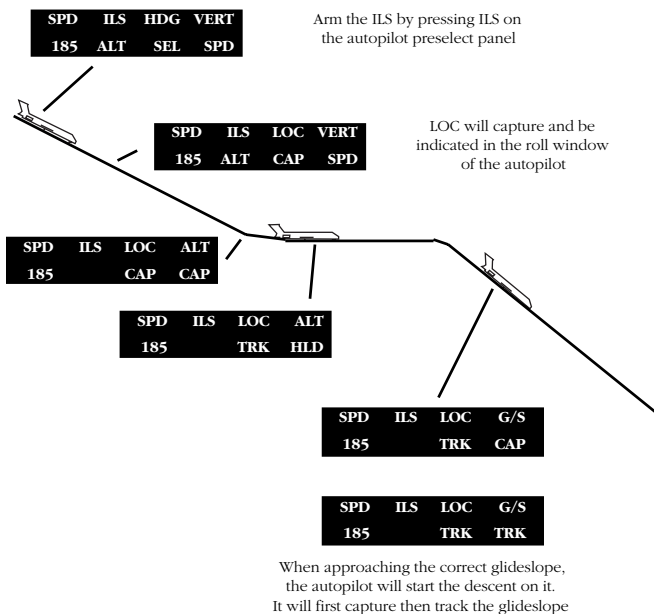 SPD ILS HDG VERT
185 ALT SEL SPD
Arm the ILS by pressing ILS on
the autopilot preselect panel
SPD ILS LOC VERT
185 ALT CAP SPD
LOC will capture and be
indicated in the roll window
of the autopilot
SPD ILS LOC ALT
185 CAP CAP
SPD ILS LOC ALT
185 TRK HLD
SPD ILS LOC G/S
185 TRK CAP
SPD ILS LOC G/S
185 TRK TRK
When approaching the correct glideslope,
the autopilot will start the descent on it.
It will first capture then track the glideslope